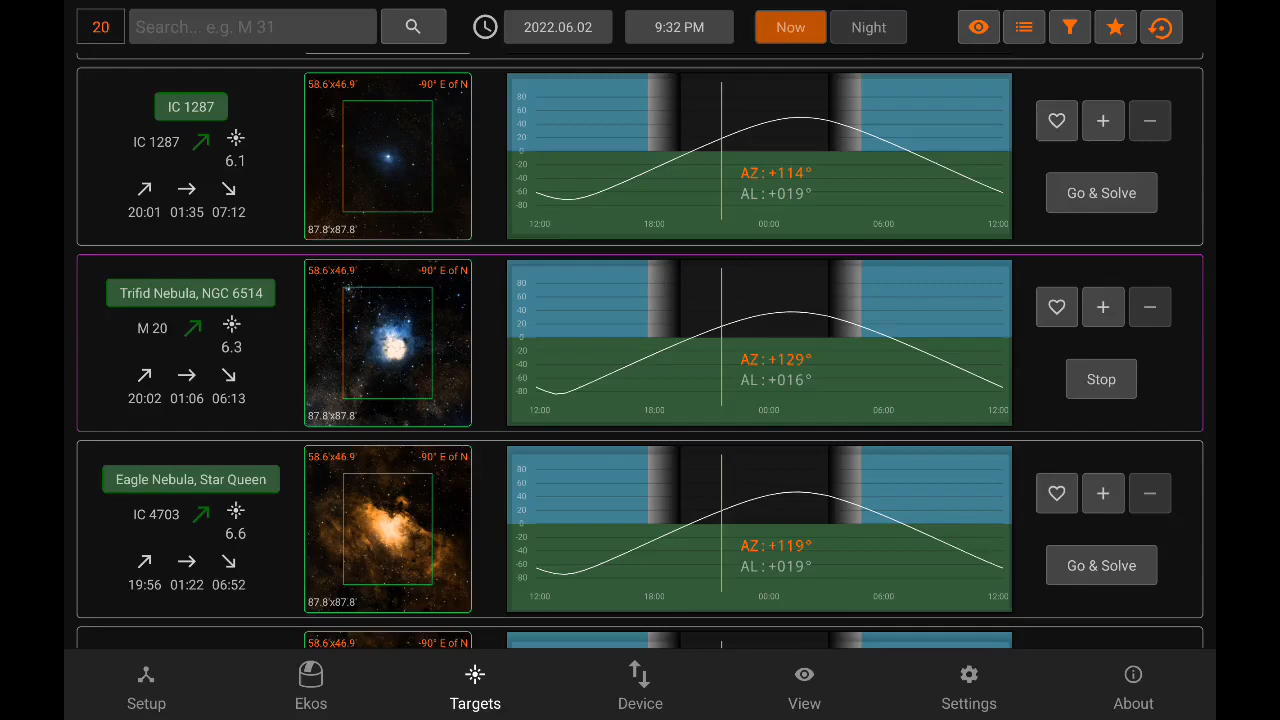 20
Search... e.g. M 31
2022.06.02
9:32 PM
Now
Night
IC 1287
IC 1287
6.1
20:01 01:35 07:12
58.6'x46.9' -90° E of N
87.8'x87.8'
80
60
40
20
0
-20
-40
-60
-80
AZ:+114°
AL:+019°
12:00 18:00 00:00 06:00 12:00
Go & Solve
Trifid Nebula, NGC 6514
M 20
6.3
20:02 01:06 06:13
58.6'x46.9' -90° E of N
87.8'x87.8'
80
60
40
20
0
-20
-40
-60
-80
AZ:+129°
AL:+016°
12:00 18:00 00:00 06:00 12:00
Stop
Eagle Nebula, Star Queen
IC 4703
6.6
19:56 01:22 06:52
58.6'x46.9' -90° E of N
87.8'x87.8'
80
60
40
20
0
-20
-40
-60
-80
AZ:+119°
AL:+019°
12:00 18:00 00:00 06:00 12:00
Go & Solve
58.6'x46.9' -90° E of N
Setup
Ekos
Targets
Device
View
Settings
About